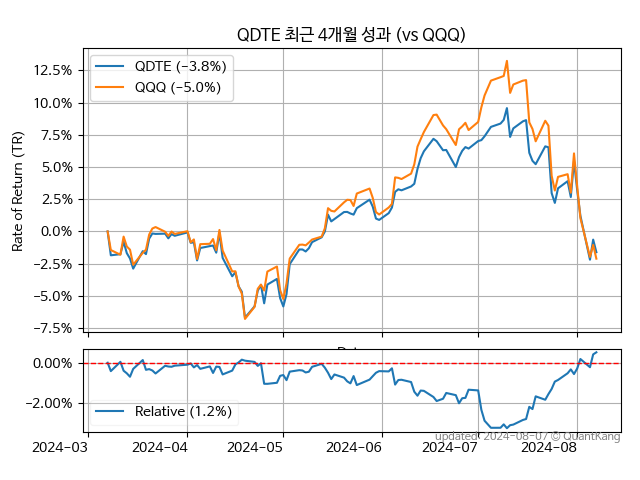 QDTE 최근 4개월 성과 (vs QQQ)
QDTE (−3.8%)
QQQ (−5.0%)
Rate of Return (TR)
12.5%
10.0%
7.5%
5.0%
2.5%
0.0%
−2.5%
−5.0%
−7.5%
0.00%
−2.00%
Relative (1.2%)
updated: 2024-08-07 © QuantKang
2024-03
2024-04
2024-05
2024-06
2024-07
2024-08